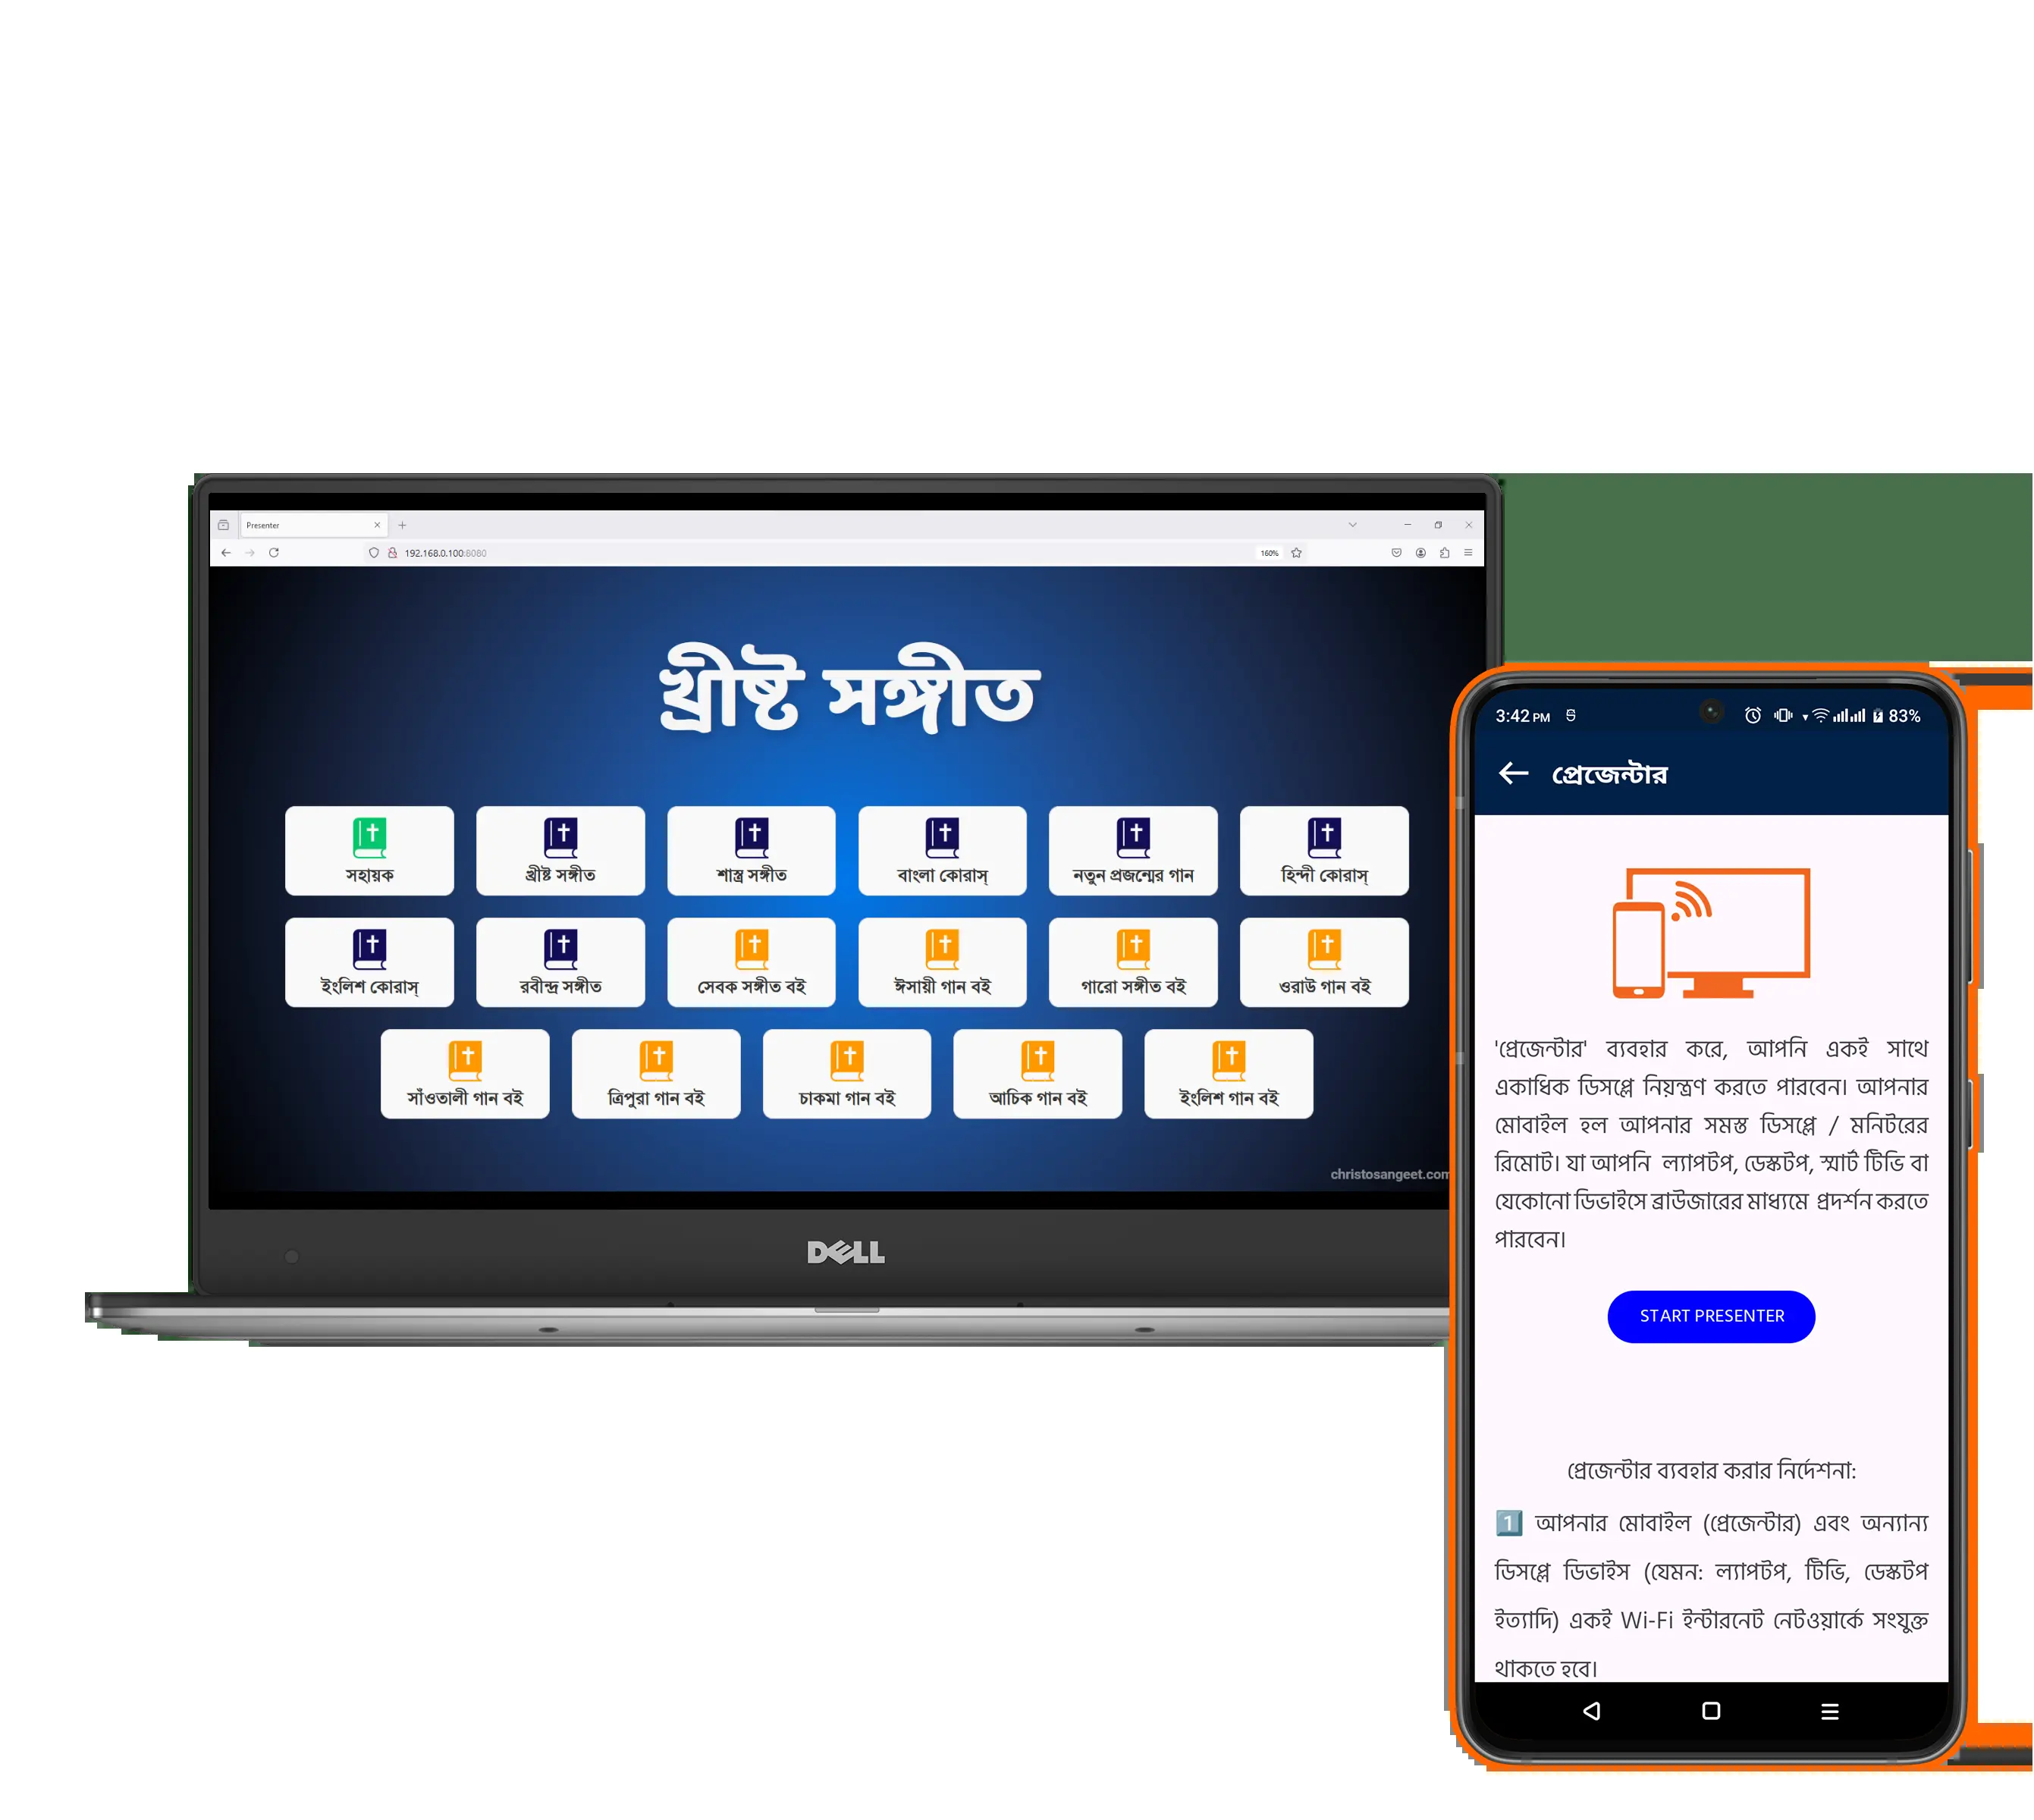 Presenter
192.168.0.100:8080
160%
খ্রীষ্ট সঙ্গীত
সহায়ক
খ্রীষ্ট সঙ্গীত
শাস্ত্র সঙ্গীত
বাংলা কোরাস্
নতুন প্রজন্মের গান
হিন্দী কোরাস্
ইংলিশ কোরাস্
রবীন্দ্র সঙ্গীত
সেবক সঙ্গীত বই
ঈসায়ী গান বই
গারো সঙ্গীত বই
ওরাউ গান বই
সাঁওতালী গান বই
ত্রিপুরা গান বই
চাকমা গান বই
আচিক গান বই
ইংলিশ গান বই
christosangeet.com
DELL
3:42 PM
83%
প্রেজেন্টার
'প্রেজেন্টার' ব্যবহার করে, আপনি একই সাথে
একাধিক ডিসপ্লে নিয়ন্ত্রণ করতে পারবেন। আপনার
মোবাইল হল আপনার সমস্ত ডিসপ্লে / মনিটরের
রিমোট। যা আপনি ল্যাপটপ, ডেস্কটপ, স্মার্ট টিভি বা
যেকোনো ডিভাইসে ব্রাউজারের মাধ্যমে প্রদর্শন করতে
পারবেন।
START PRESENTER
প্রেজেন্টার ব্যবহার করার নির্দেশনা:
1 আপনার মোবাইল (প্রেজেন্টার) এবং অন্যান্য
ডিসপ্লে ডিভাইস (যেমন: ল্যাপটপ, টিভি, ডেস্কটপ
ইত্যাদি) একই Wi-Fi ইন্টারনেট নেটওয়ার্কে সংযুক্ত
থাকতে হবে।